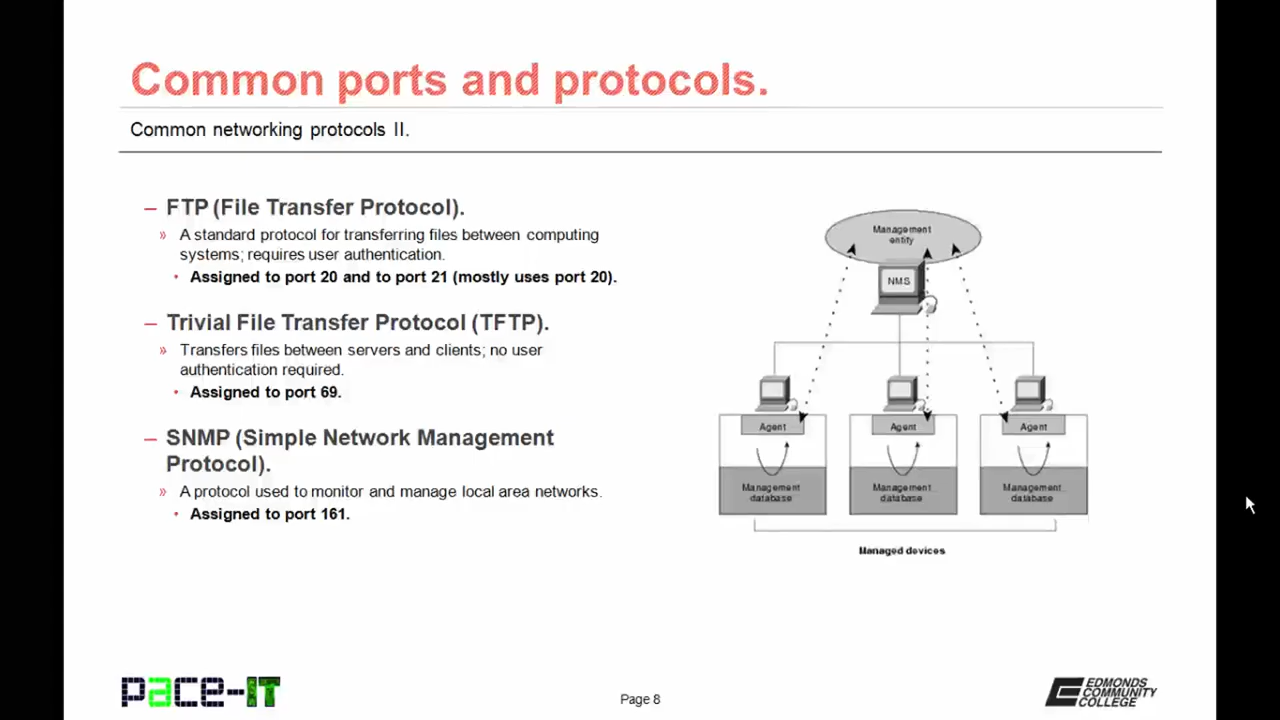 Common ports and protocols.
Common networking protocols II.
– FTP (File Transfer Protocol).
» A standard protocol for transferring files between computing
systems; requires user authentication.
• Assigned to port 20 and to port 21 (mostly uses port 20).
– Trivial File Transfer Protocol (TFTP).
» Transfers files between servers and clients; no user
authentication required.
• Assigned to port 69.
– SNMP (Simple Network Management
Protocol).
» A protocol used to monitor and manage local area networks.
• Assigned to port 161.
Management
entity
NMS
Agent
Agent
Agent
Management
database
Management
database
Management
database
Managed devices
pace-IT
Page 8
EDMONDS
COMMUNITY
COLLEGE